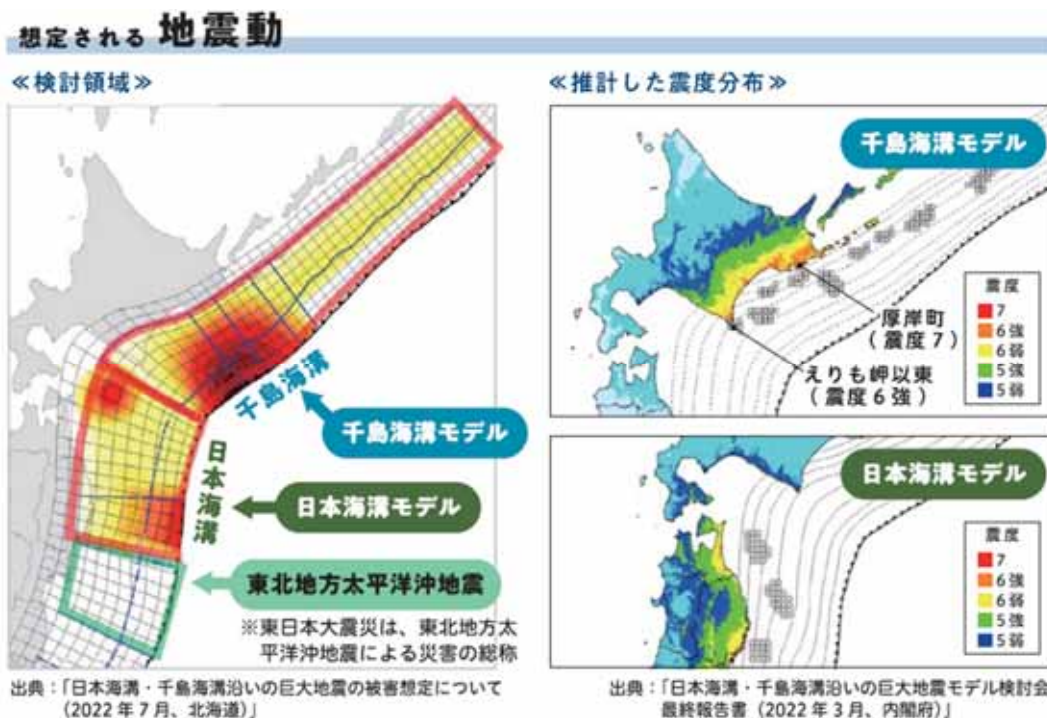 想定される 地震動
≪検討領域≫
千島海溝
千島海溝モデル
日本海溝
日本海溝モデル
東北地方太平洋沖地震
※東日本大震災は、東北地方太
平洋沖地震による災害の総称
出典：「日本海溝・千島海溝沿いの巨大地震の被害想定について
（2022年7月、北海道）」
≪推計した震度分布≫
千島海溝モデル
震度
7
6強
6弱
5強
5弱
厚岸町
（震度7）
えりも岬以東
（震度6強）
日本海溝モデル
震度
7
6強
6弱
5強
5弱
出典：「日本海溝・千島海溝沿いの巨大地震モデル検討会
最終報告書（2022年3月、内閣府）」